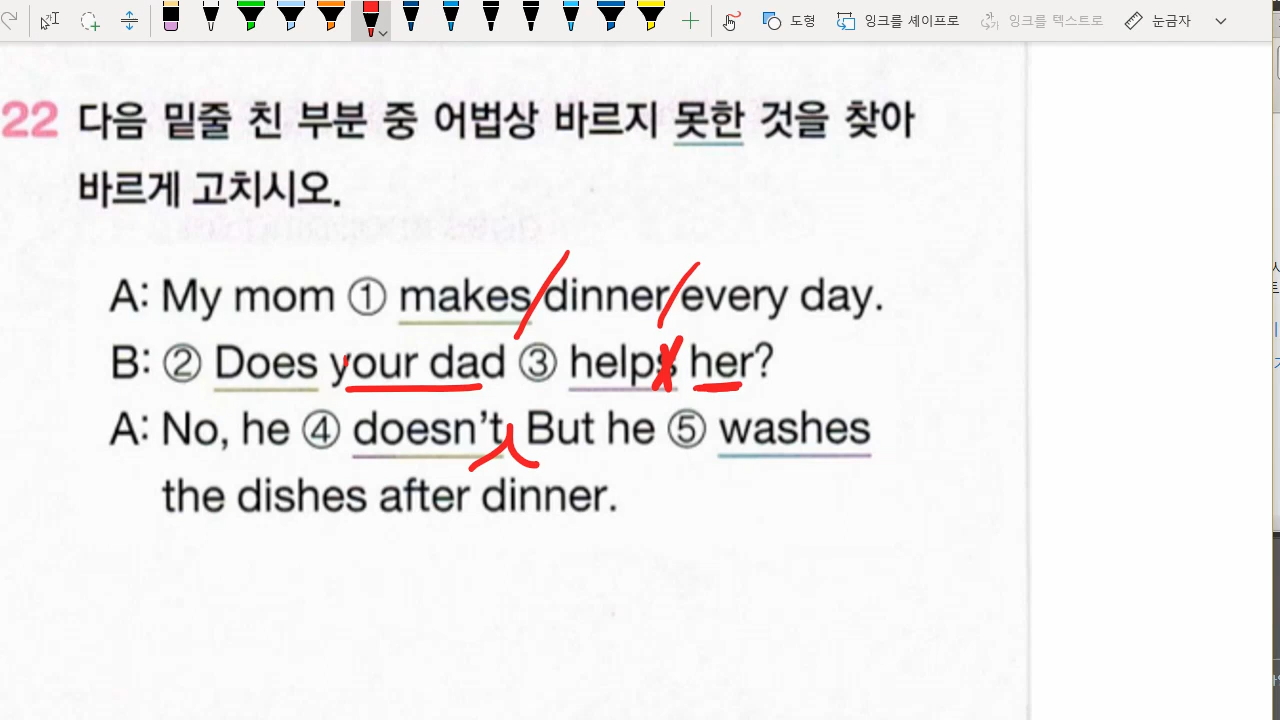 도형
잉크를 셰이프로
잉크를 텍스트로
눈금자
22 다음 밑줄 친 부분 중 어법상 바르지 못한 것을 찾아
바르게 고치시오.
A: My mom ① makes dinner every day.
B: ② Does your dad ③ helps her?
A: No, he ④ doesn't. But he ⑤ washes
the dishes after dinner.